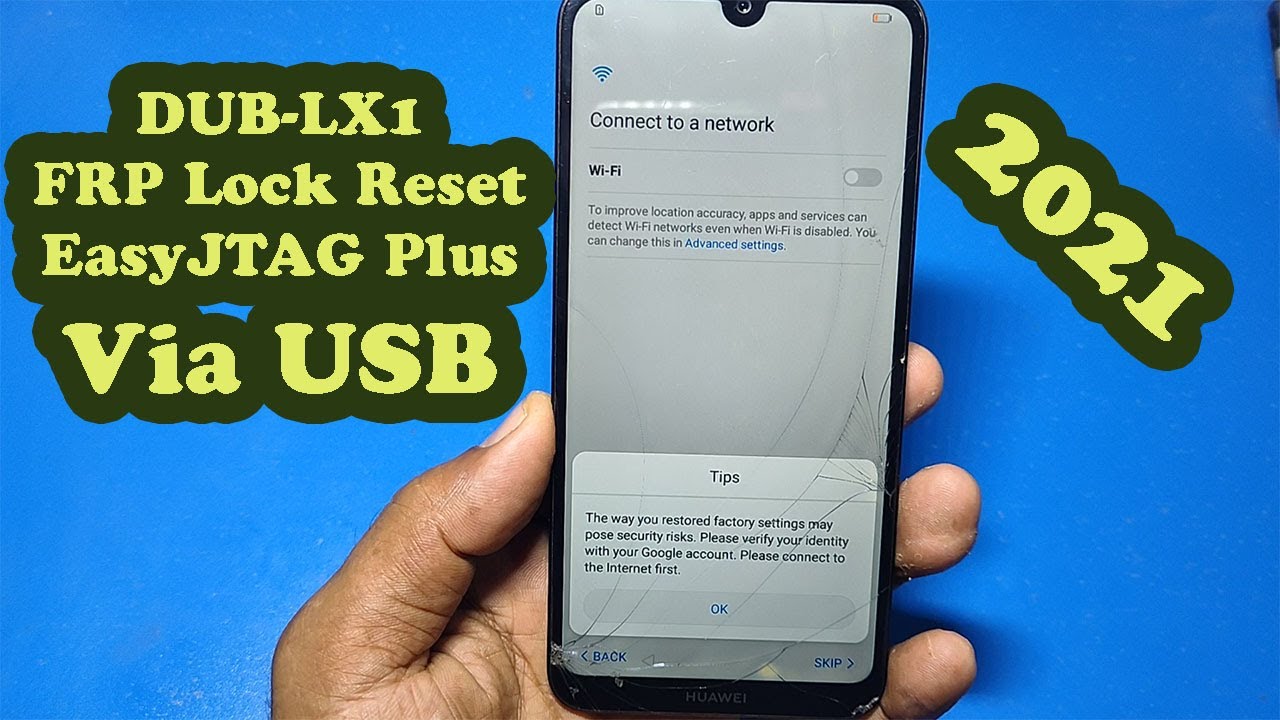 DUB-LX1
FRP Lock Reset
EasyJTAG Plus
Via USB
2021
Connect to a network
Wi-Fi
To improve location accuracy, apps and services can
detect Wi-Fi networks even when Wi-Fi is disabled. You
can change this in Advanced settings.
Tips
The way you restored factory settings may
pose security risks. Please verify your identity
with your Google account. Please connect to
the Internet first.
OK
BACK
SKIP
HUAWEI